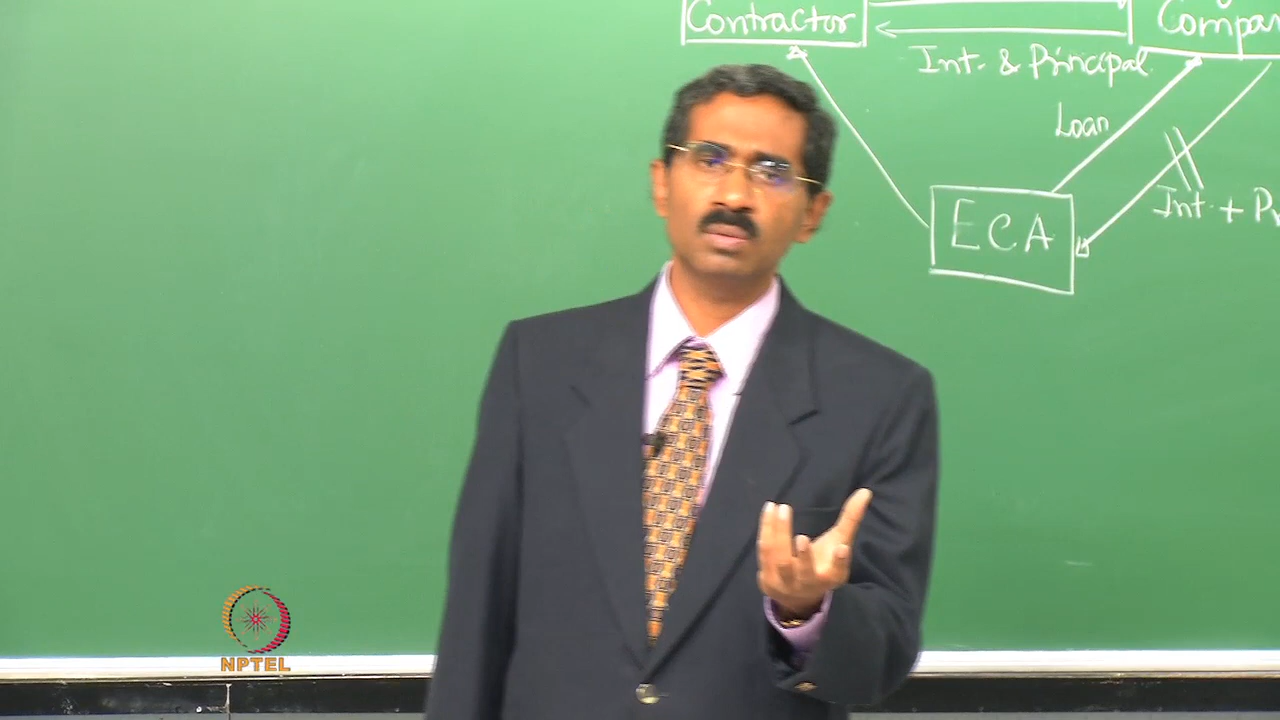 Contractor
Int. & Principal
Loan
ECA
Int. +
NPTEL